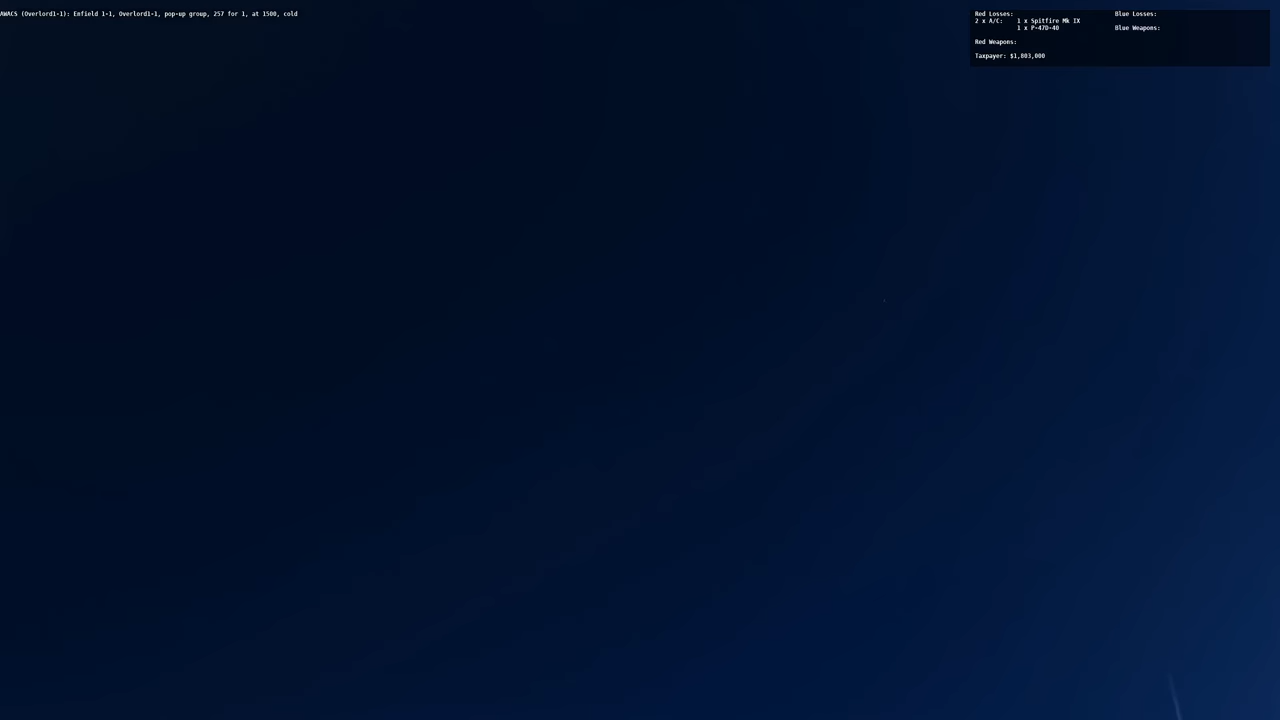 AWACS (Overlord1-1): Enfield 1-1, Overlord1-1, pop-up group, 257 for 1, at 1500, cold
Red Losses:
2 x A/C: 1 x Spitfire Mk IX
1 x P-47D-40
Red Weapons:
Taxpayer: $1,803,000
Blue Losses:
Blue Weapons: